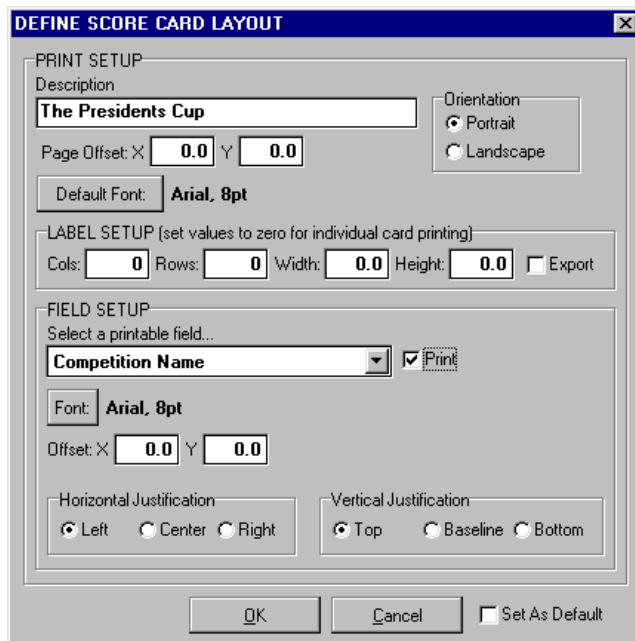 DEFINE SCORE CARD LAYOUT
PRINT SETUP
Description
The Presidents Cup
Orientation
Portrait
Landscape
Page Offset: X 0.0 Y 0.0
Default Font: Arial, 8pt
LABEL SETUP (set values to zero for individual card printing)
Cols: 0 Rows: 0 Width: 0.0 Height: 0.0 Export
FIELD SETUP
Select a printable field...
Competition Name Print
Font: Arial, 8pt
Offset: X 0.0 Y 0.0
Horizontal Justification
Left Center Right
Vertical Justification
Top Baseline Bottom
OK Cancel Set As Default